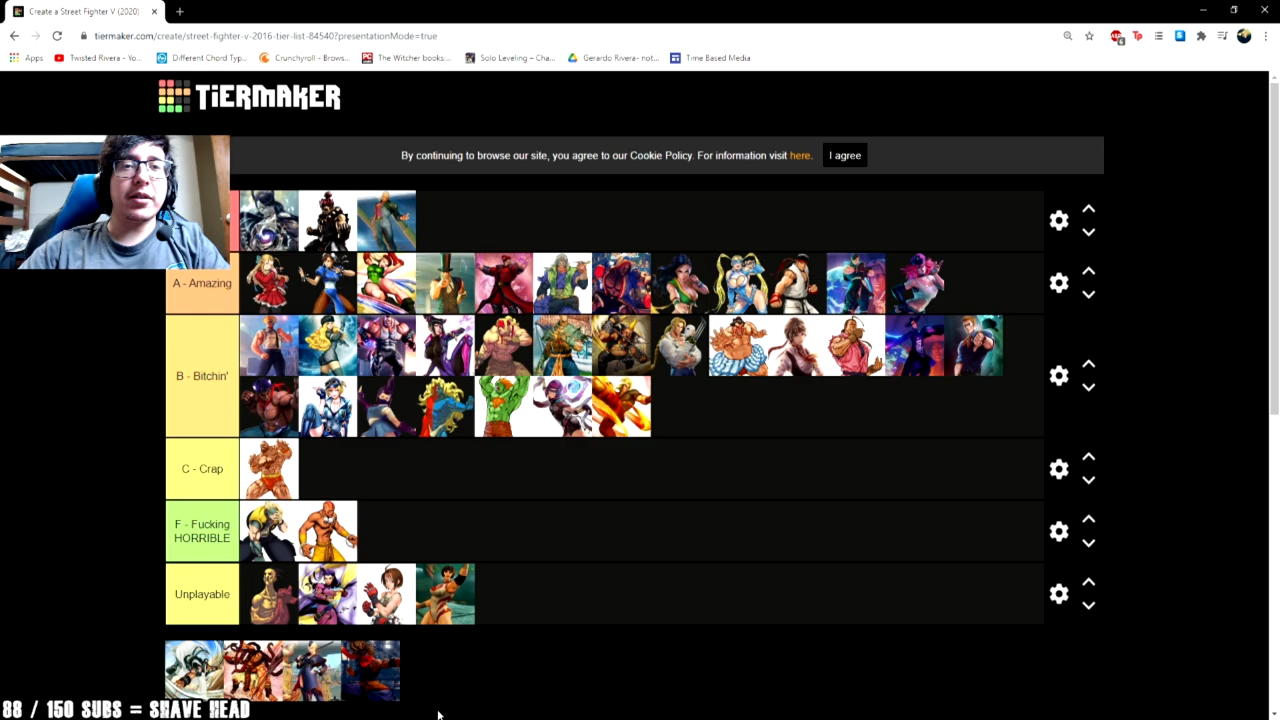 Create a Street Fighter V (2020)
tiermaker.com/create/street-fighter-v-2016-tier-list-84540?presentationMode=true
Apps
Twisted Rivera - Yo...
Different Chord Typ...
Crunchyroll - Brows...
The Witcher books:...
Solo Leveling – Cha...
Gerardo Rivera- not...
Time Based Media
TiERMAKER
By continuing to browse our site, you agree to our Cookie Policy. For information visit here.
I agree
A - Amazing
B - Bitchin'
C - Crap
F - Fucking
HORRIBLE
Unplayable
88 / 150 SUBS = SHAVE HEAD